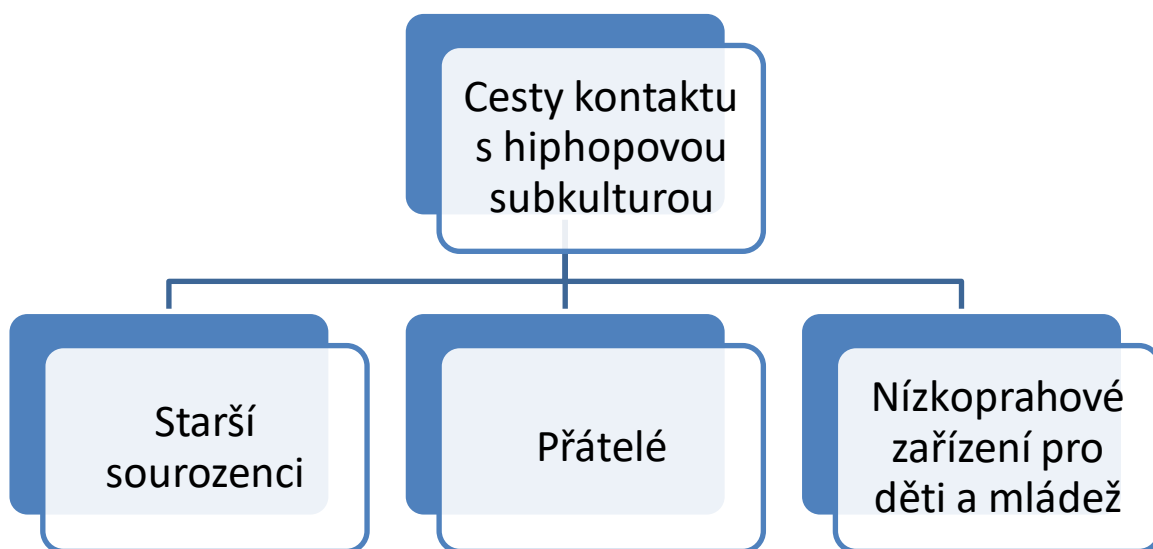 Cesty kontaktu
s hiphopovou
subkulturou
Starší
sourozenci
Přátelé
Nízkoprahové
zařízení pro
děti a mládež